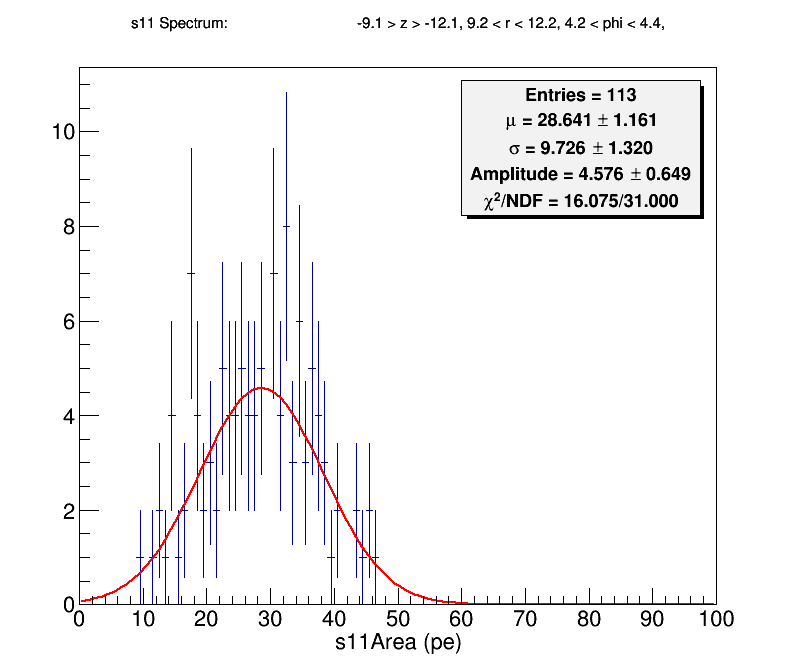 s11 Spectrum: -9.1 > z > -12.1, 9.2 < r < 12.2, 4.2 < phi < 4.4,
Entries = 113
μ = 28.641 ± 1.161
σ = 9.726 ± 1.320
Amplitude = 4.576 ± 0.649
χ²/NDF = 16.075/31.000
10
8
6
4
2
0
0 10 20 30 40 50 60 70 80 90 100
s11Area (pe)